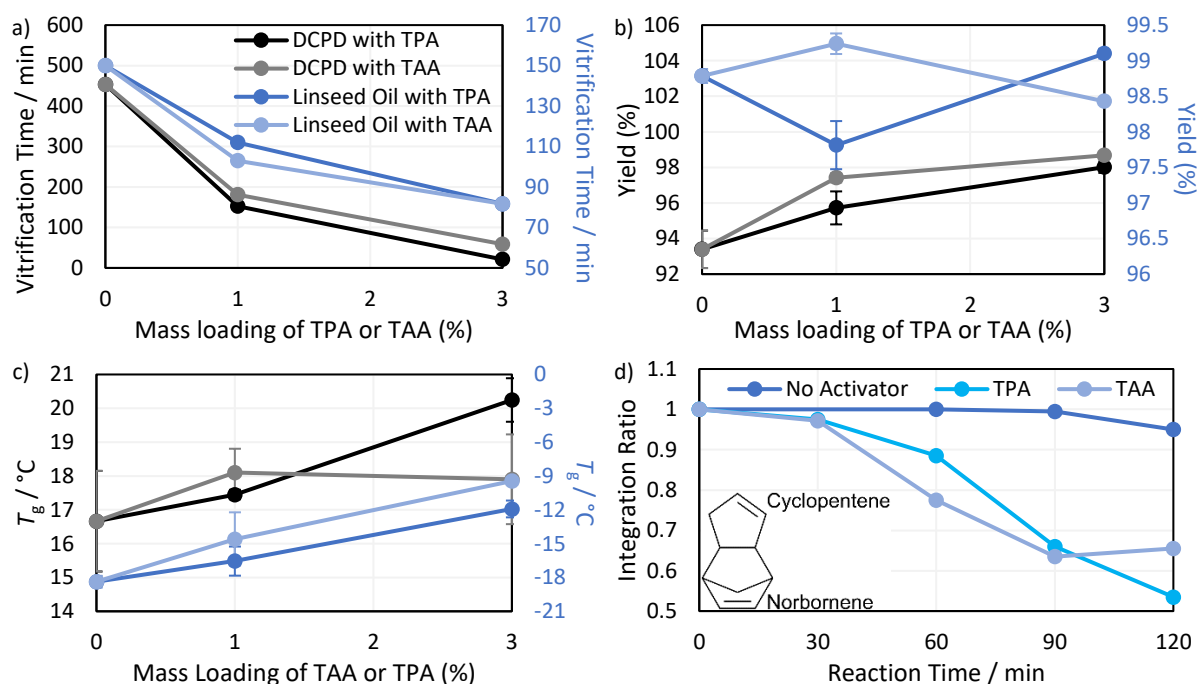 a)
600
500
400
300
200
100
0
Vitrification Time / min
DCPD with TPA
DCPD with TAA
Linseed Oil with TPA
Linseed Oil with TAA
170
150
130
110
90
70
50
Vitrification Time / min
0 1 2 3
Mass loading of TPA or TAA (%)
b)
106
104
102
100
98
96
94
92
Yield (%)
99.5
99
98.5
98
97.5
97
96.5
96
Yield (%)
0 1 2 3
Mass loading of TPA or TAA (%)
c)
21
20
19
18
17
16
15
14
Tg / °C
0
-3
-6
-9
-12
-15
-18
-21
Tg / °C
0 1 2 3
Mass Loading of TAA or TPA (%)
d)
1.1
1
0.9
0.8
0.7
0.6
0.5
Integration Ratio
No Activator TPA TAA
Cyclopentene
Norbornene
0 30 60 90 120
Reaction Time / min